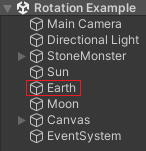 Rotation Example
Main Camera
Directional Light
StoneMonster
Sun
Earth
Moon
Canvas
EventSystem